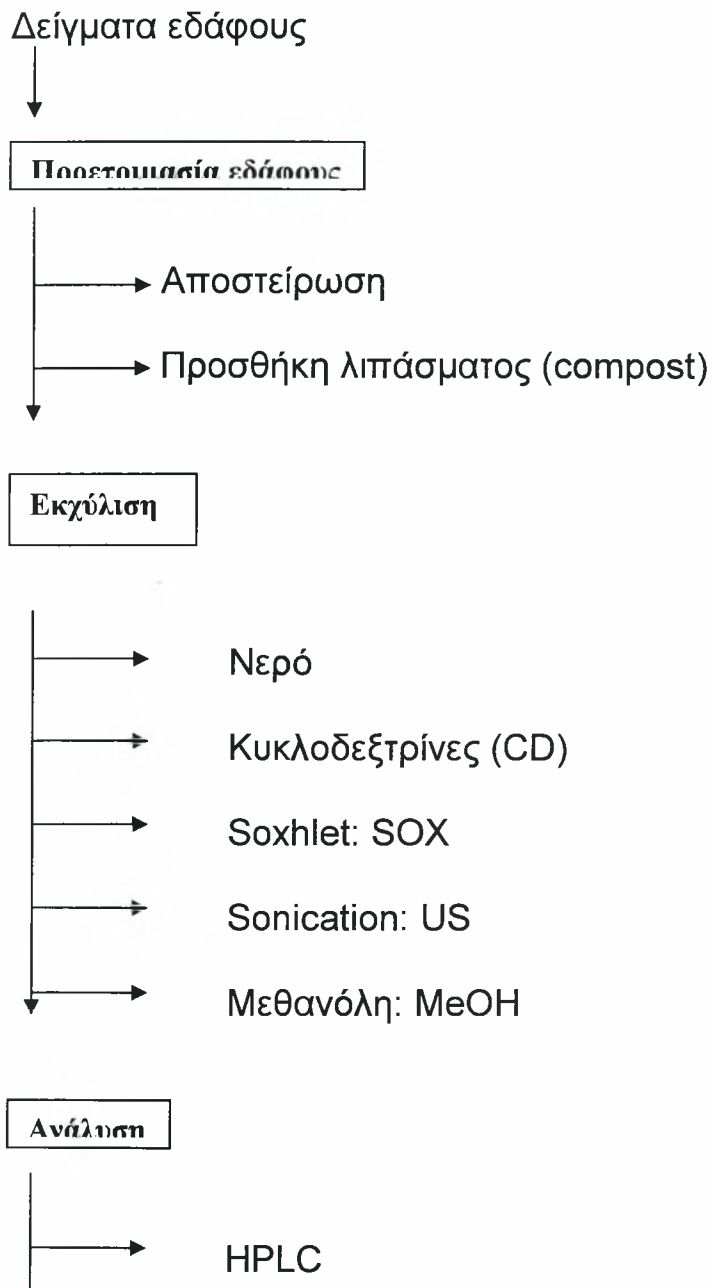 Δείγματα εδάφους
Προετοιμασία εδάφους
Αποστείρωση
Προσθήκη λιπάσματος (compost)
Εκχύλιση
Νερό
Κυκλοδεξτρίνες (CD)
Soxhlet: SOX
Sonication: US
Μεθανόλη: MeOH
Ανάλυση
HPLC